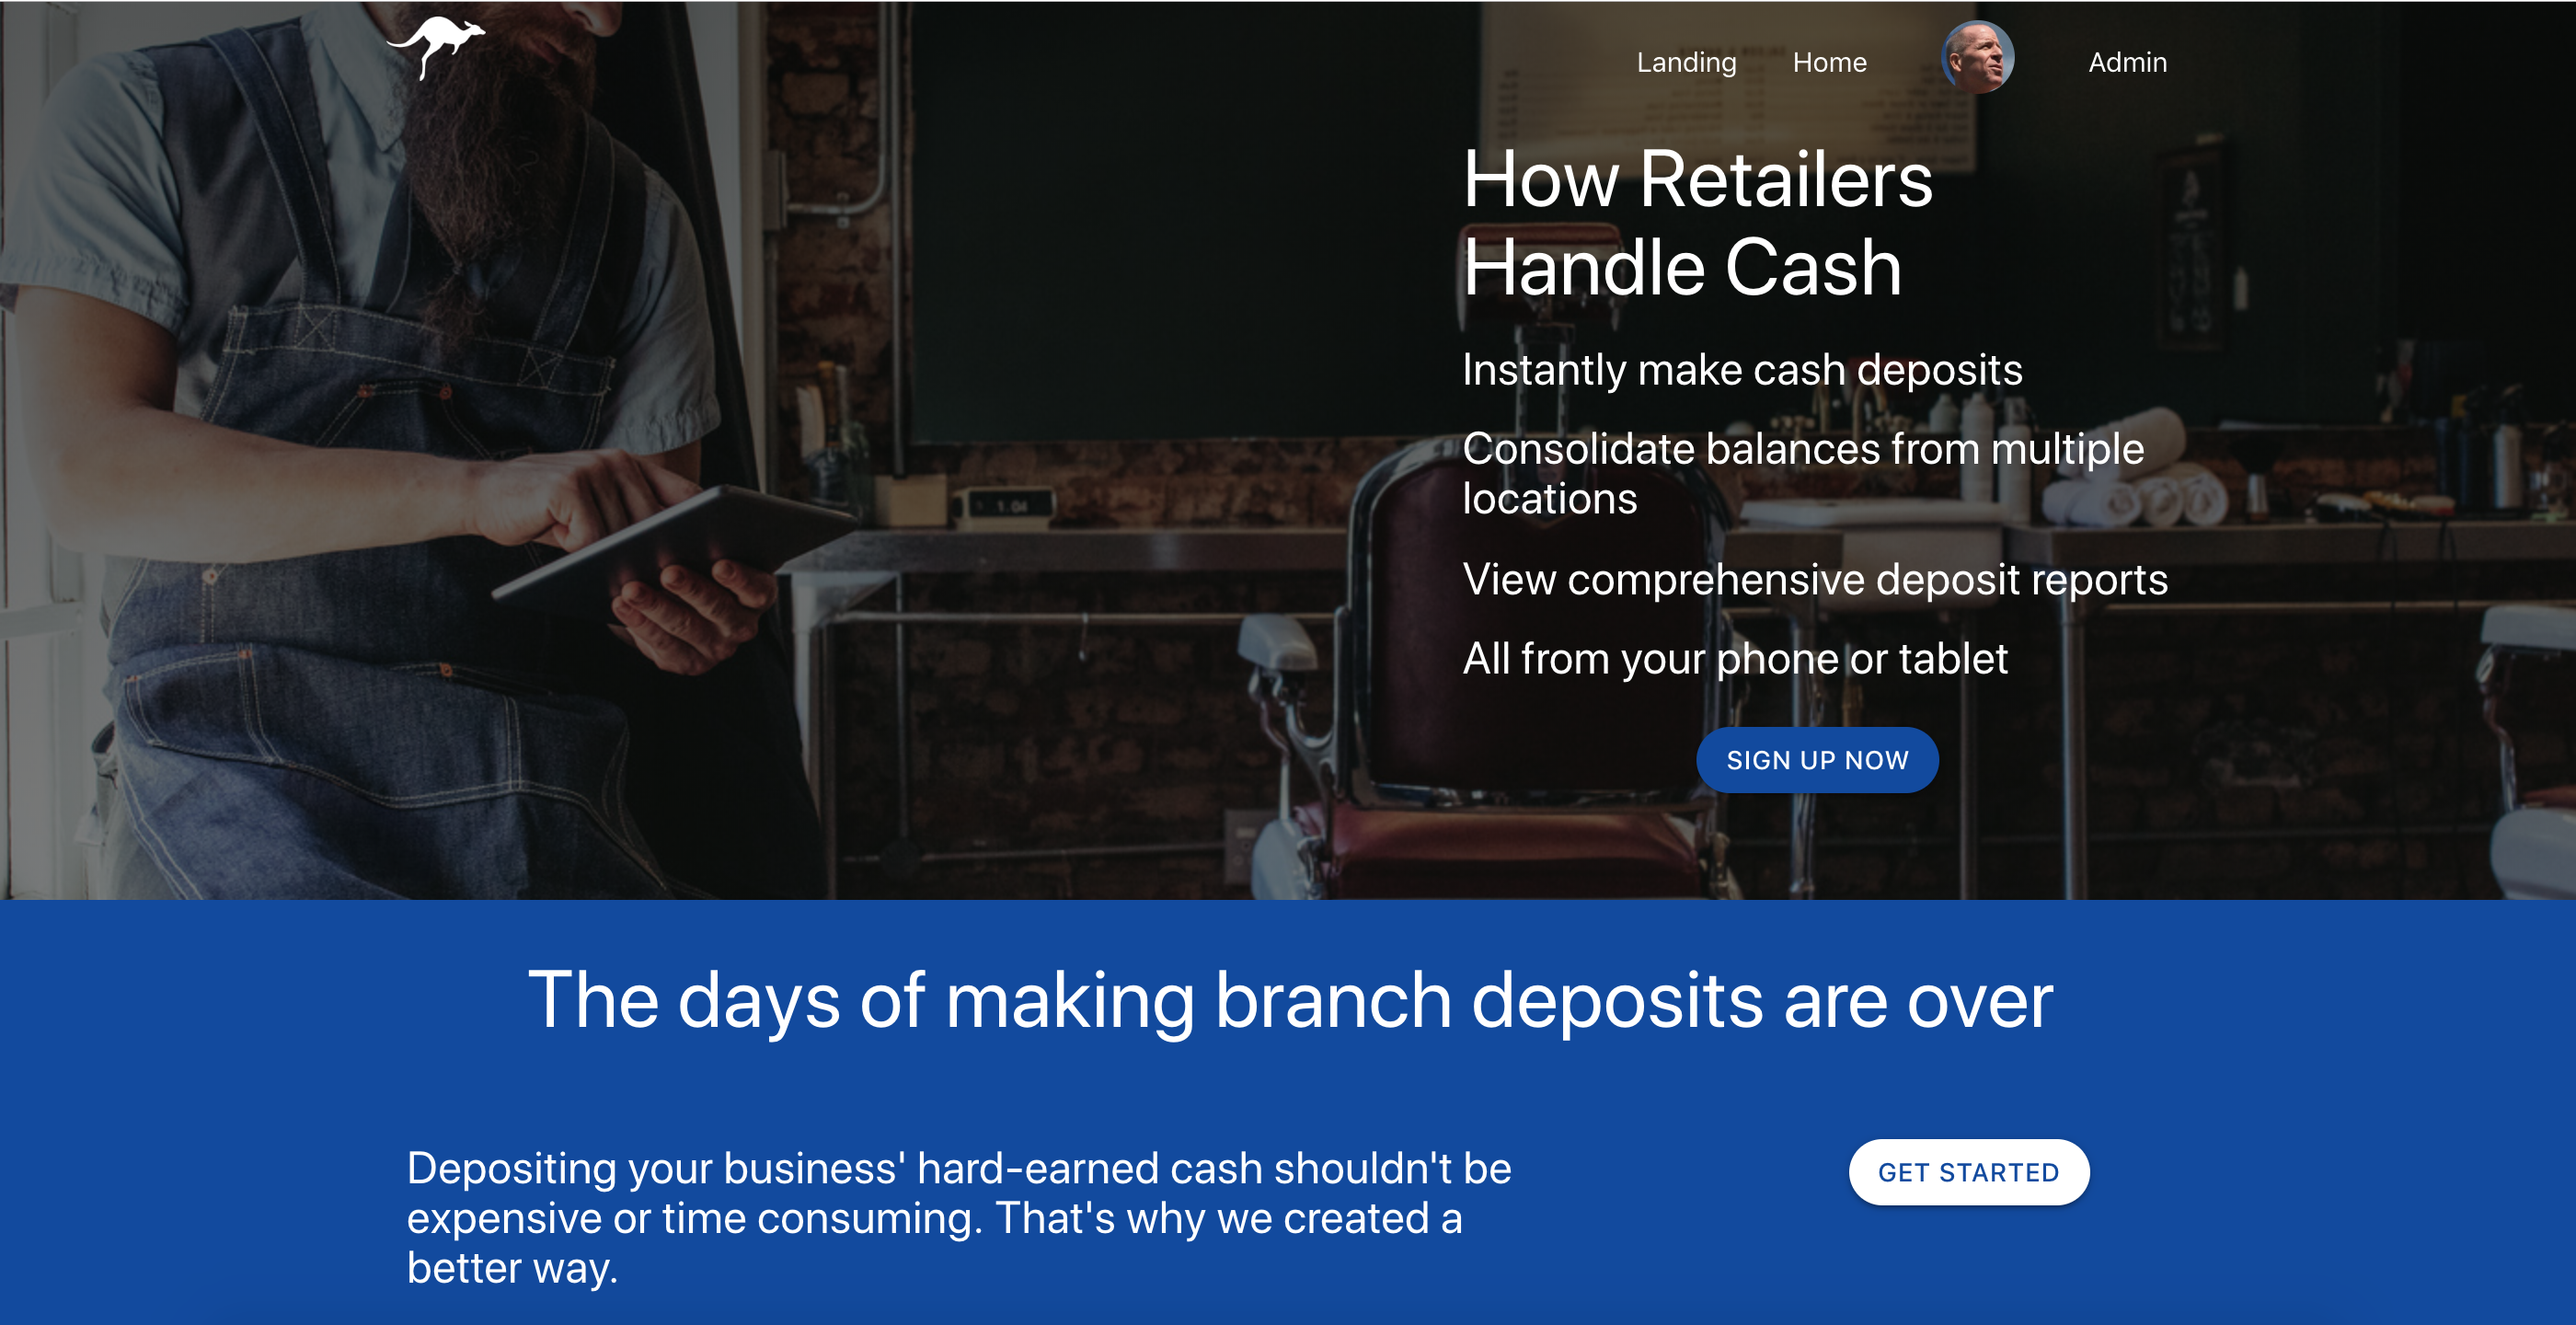 Landing Home Admin
How Retailers
Handle Cash
Instantly make cash deposits
Consolidate balances from multiple
locations
View comprehensive deposit reports
All from your phone or tablet
1:04
SIGN UP NOW
The days of making branch deposits are over
Depositing your business' hard-earned cash shouldn't be
expensive or time consuming. That's why we created a
better way.
GET STARTED